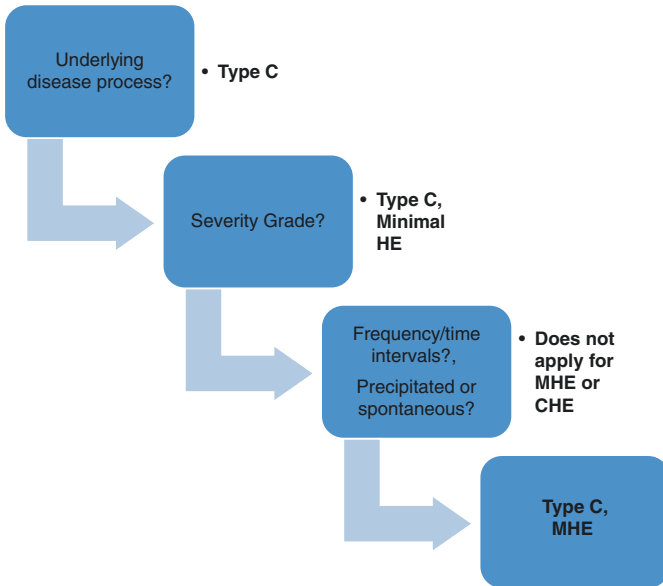 Underlying
disease process?
• Type C
Severity Grade?
• Type C,
Minimal
HE
Frequency/time
intervals?,
Precipitated or
spontaneous?
• Does not
apply for
MHE or
CHE
Type C,
MHE